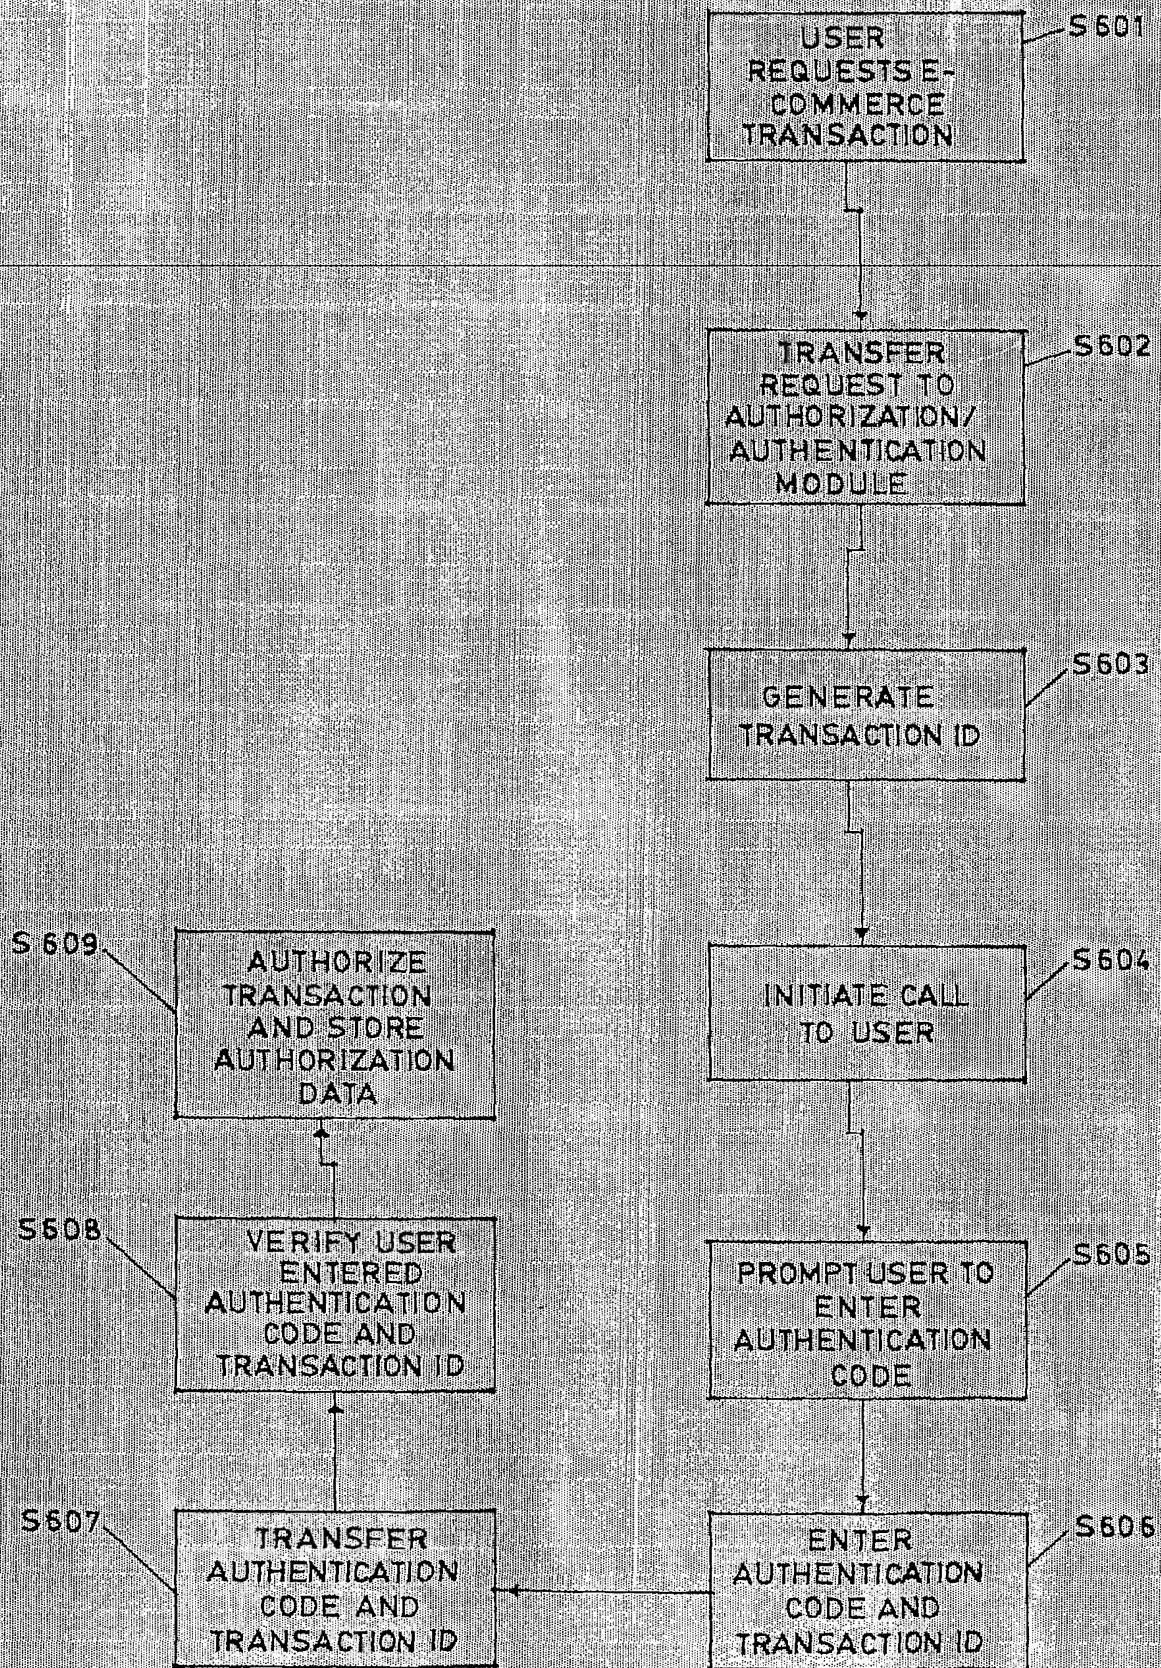 S601
USER
REQUESTS E-
COMMERCE
TRANSACTION
S602
TRANSFER
REQUEST TO
AUTHORIZATION/
AUTHENTICATION
MODULE
S603
GENERATE
TRANSACTION ID
S604
INITIATE CALL
TO USER
S605
PROMPT USER TO
ENTER
AUTHENTICATION
CODE
S606
ENTER
AUTHENTICATION
CODE AND
TRANSACTION ID
S607
TRANSFER
AUTHENTICATION
CODE AND
TRANSACTION ID
S608
VERIFY USER
ENTERED
AUTHENTICATION
CODE AND
TRANSACTION ID
S609
AUTHORIZE
TRANSACTION
AND STORE
AUTHORIZATION
DATA